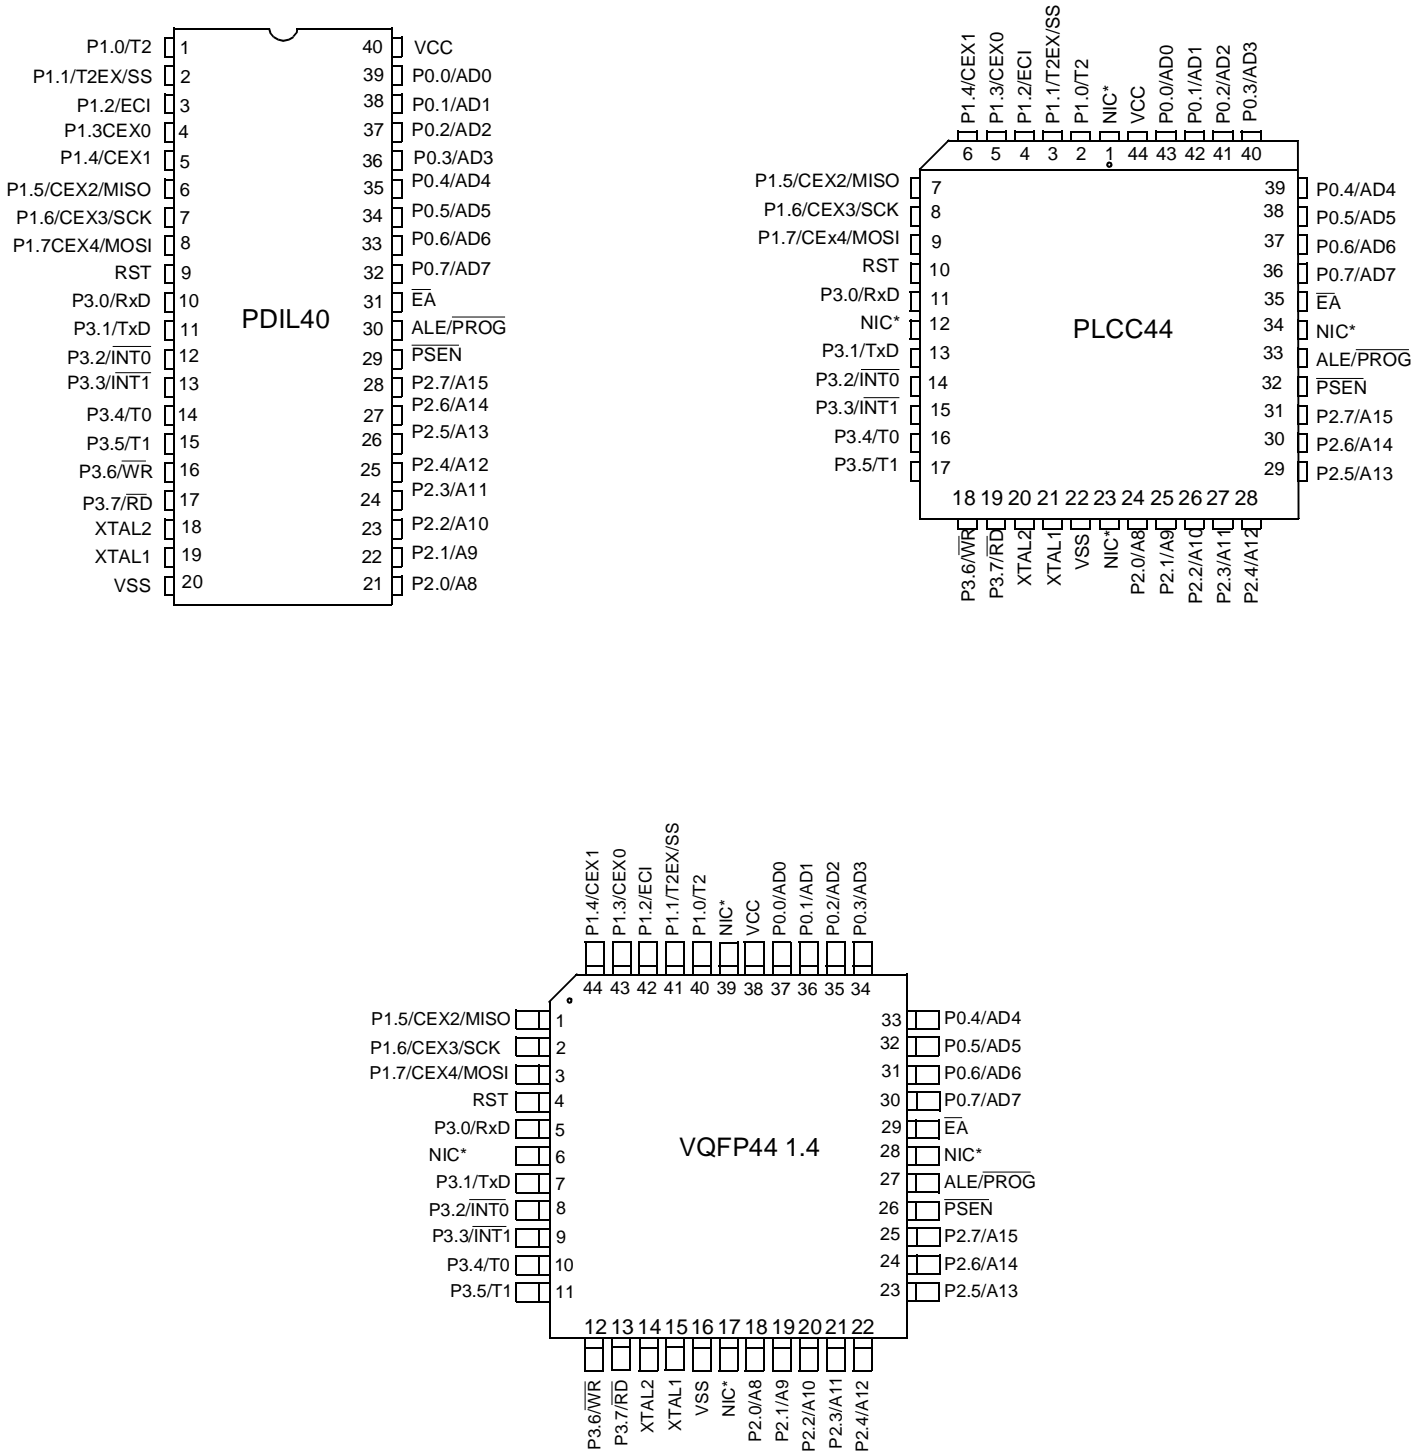 P1.0/T2 1 40 VCC
P1.1/T2EX/SS 2 39 P0.0/AD0
P1.2/ECI 3 38 P0.1/AD1
P1.3CEX0 4 37 P0.2/AD2
P1.4/CEX1 5 36 P0.3/AD3
P1.5/CEX2/MISO 6 35 P0.4/AD4
P1.6/CEX3/SCK 7 34 P0.5/AD5
P1.7CEX4/MOSI 8 33 P0.6/AD6
RST 9 32 P0.7/AD7
P3.0/RxD 10 31 EA
PDIL40
P3.1/TxD 11 30 ALE/PROG
P3.2/INT0 12 29 PSEN
P3.3/INT1 13 28 P2.7/A15
P3.4/T0 14 27 P2.6/A14
P3.5/T1 15 26 P2.5/A13
P3.6/WR 16 25 P2.4/A12
P3.7/RD 17 24 P2.3/A11
XTAL2 18 23 P2.2/A10
XTAL1 19 22 P2.1/A9
VSS 20 21 P2.0/A8
P1.4/CEX1
P1.3/CEX0
P1.2/ECI
P1.1/T2EX/SS
P1.0/T2
NIC*
VCC
P0.0/AD0
P0.1/AD1
P0.2/AD2
P0.3/AD3
6 5 4 3 2 1 44 43 42 41 40
P1.5/CEX2/MISO 7 39 P0.4/AD4
P1.6/CEX3/SCK 8 38 P0.5/AD5
P1.7/CEx4/MOSI 9 37 P0.6/AD6
RST 10 36 P0.7/AD7
P3.0/RxD 11 35 EA
NIC* 12 34 NIC*
PLCC44
P3.1/TxD 13 33 ALE/PROG
P3.2/INT0 14 32 PSEN
P3.3/INT1 15 31 P2.7/A15
P3.4/T0 16 30 P2.6/A14
P3.5/T1 17 29 P2.5/A13
18 19 20 21 22 23 24 25 26 27 28
P3.6/WR
P3.7/RD
XTAL2
XTAL1
VSS
NIC*
P2.0/A8
P2.1/A9
P2.2/A10
P2.3/A11
P2.4/A12
P1.4/CEX1
P1.3/CEX0
P1.2/ECI
P1.1/T2EX/SS
P1.0/T2
NIC*
VCC
P0.0/AD0
P0.1/AD1
P0.2/AD2
P0.3/AD3
44 43 42 41 40 39 38 37 36 35 34
P1.5/CEX2/MISO 1 33 P0.4/AD4
P1.6/CEX3/SCK 2 32 P0.5/AD5
P1.7/CEX4/MOSI 3 31 P0.6/AD6
RST 4 30 P0.7/AD7
P3.0/RxD 5 29 EA
VQFP44 1.4
NIC* 6 28 NIC*
P3.1/TxD 7 27 ALE/PROG
P3.2/INT0 8 26 PSEN
P3.3/INT1 9 25 P2.7/A15
P3.4/T0 10 24 P2.6/A14
P3.5/T1 11 23 P2.5/A13
12 13 14 15 16 17 18 19 20 21 22
P3.6/WR
P3.7/RD
XTAL2
XTAL1
VSS
NIC*
P2.0/A8
P2.1/A9
P2.2/A10
P2.3/A11
P2.4/A12